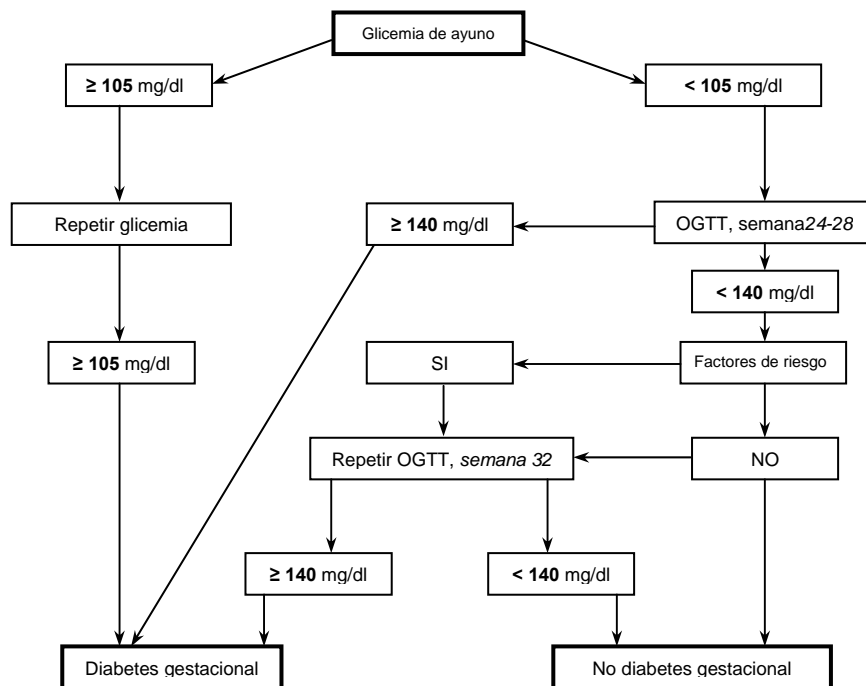 Glicemia de ayuno
≥ 105 mg/dl
< 105 mg/dl
Repetir glicemia
≥ 140 mg/dl
OGTT, semana24-28
< 140 mg/dl
≥ 105 mg/dl
SI
Factores de riesgo
Repetir OGTT, semana 32
NO
≥ 140 mg/dl
< 140 mg/dl
Diabetes gestacional
No diabetes gestacional